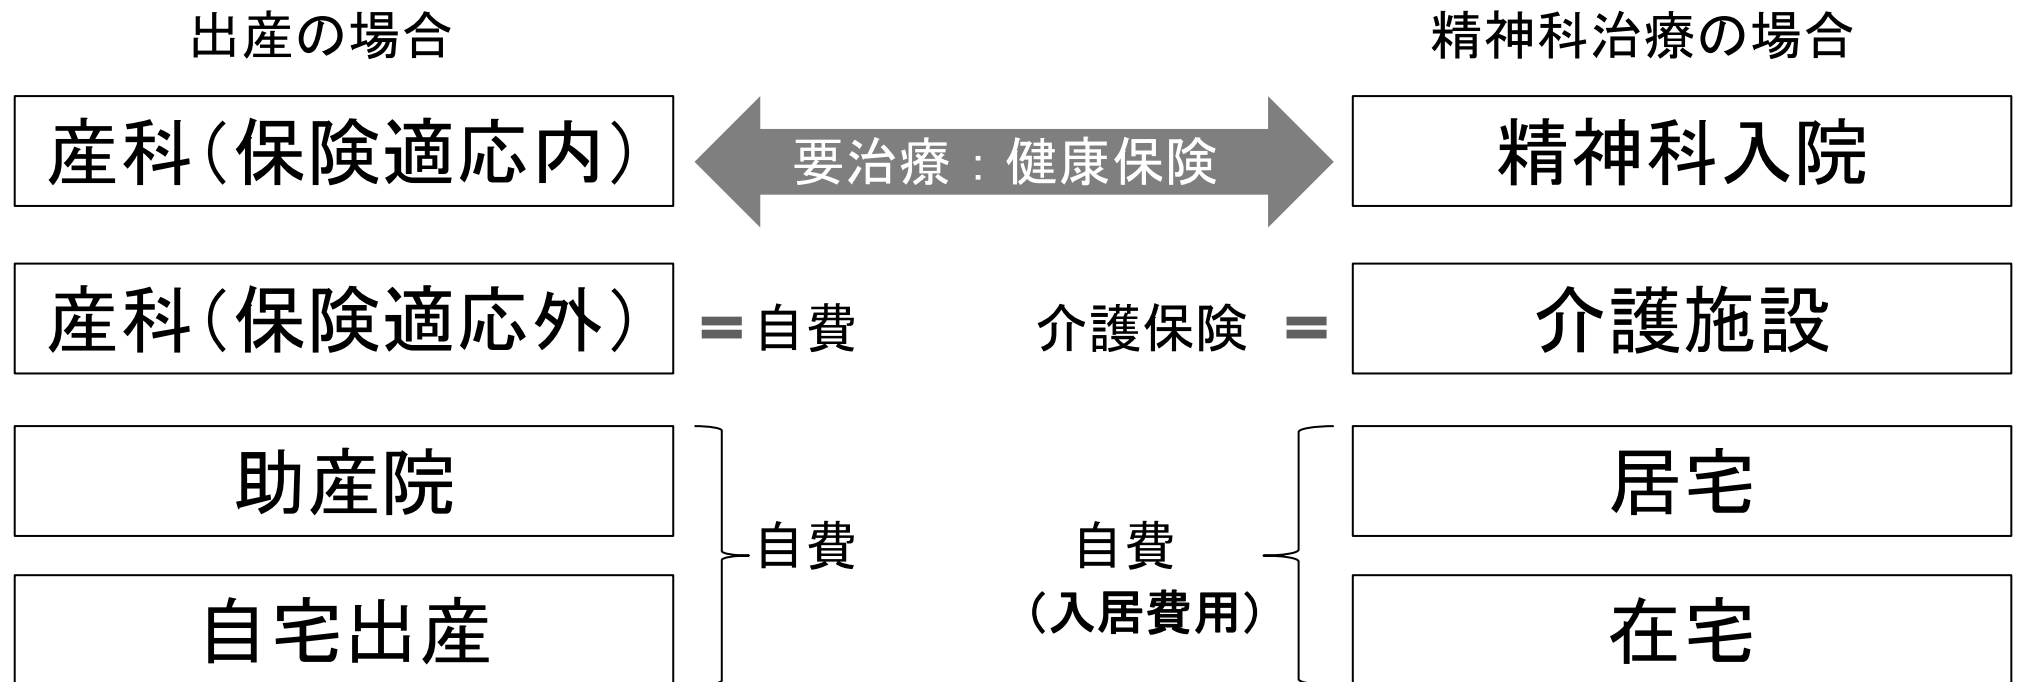 出産の場合
精神科治療の場合
産科（保険適応内）
要治療：健康保険
精神科入院
産科（保険適応外）
＝自費
介護保険＝
介護施設
助産院
居宅
自費
自費
（入居費用）
自宅出産
在宅